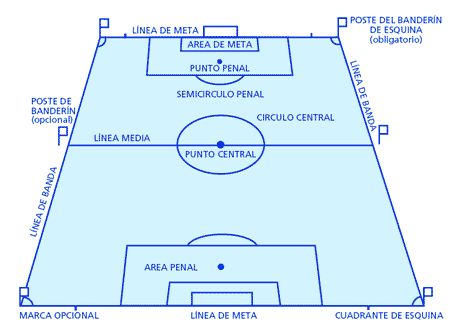 LÍNEA DE META
POSTE DEL BANDERÍN
DE ESQUINA
(obligatorio)
AREA DE META
PUNTO PENAL
SEMICIRCULO PENAL
LÍNEA DE BANDA
POSTE DE
BANDERÍN
(opcional)
CIRCULO CENTRAL
LÍNEA MEDIA
PUNTO CENTRAL
LÍNEA DE BANDA
AREA PENAL
MARCA OPCIONAL
LÍNEA DE META
CUADRANTE DE ESQUINA